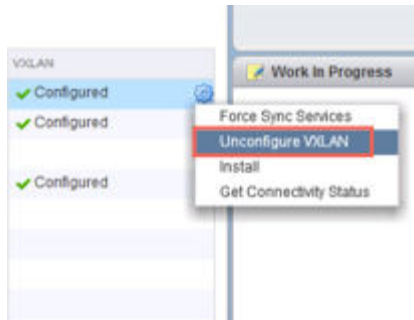 VXLAN
Configured
Configured
Configured
Work In Progress
Force Sync Services
Unconfigure VXLAN
Install
Get Connectivity Status